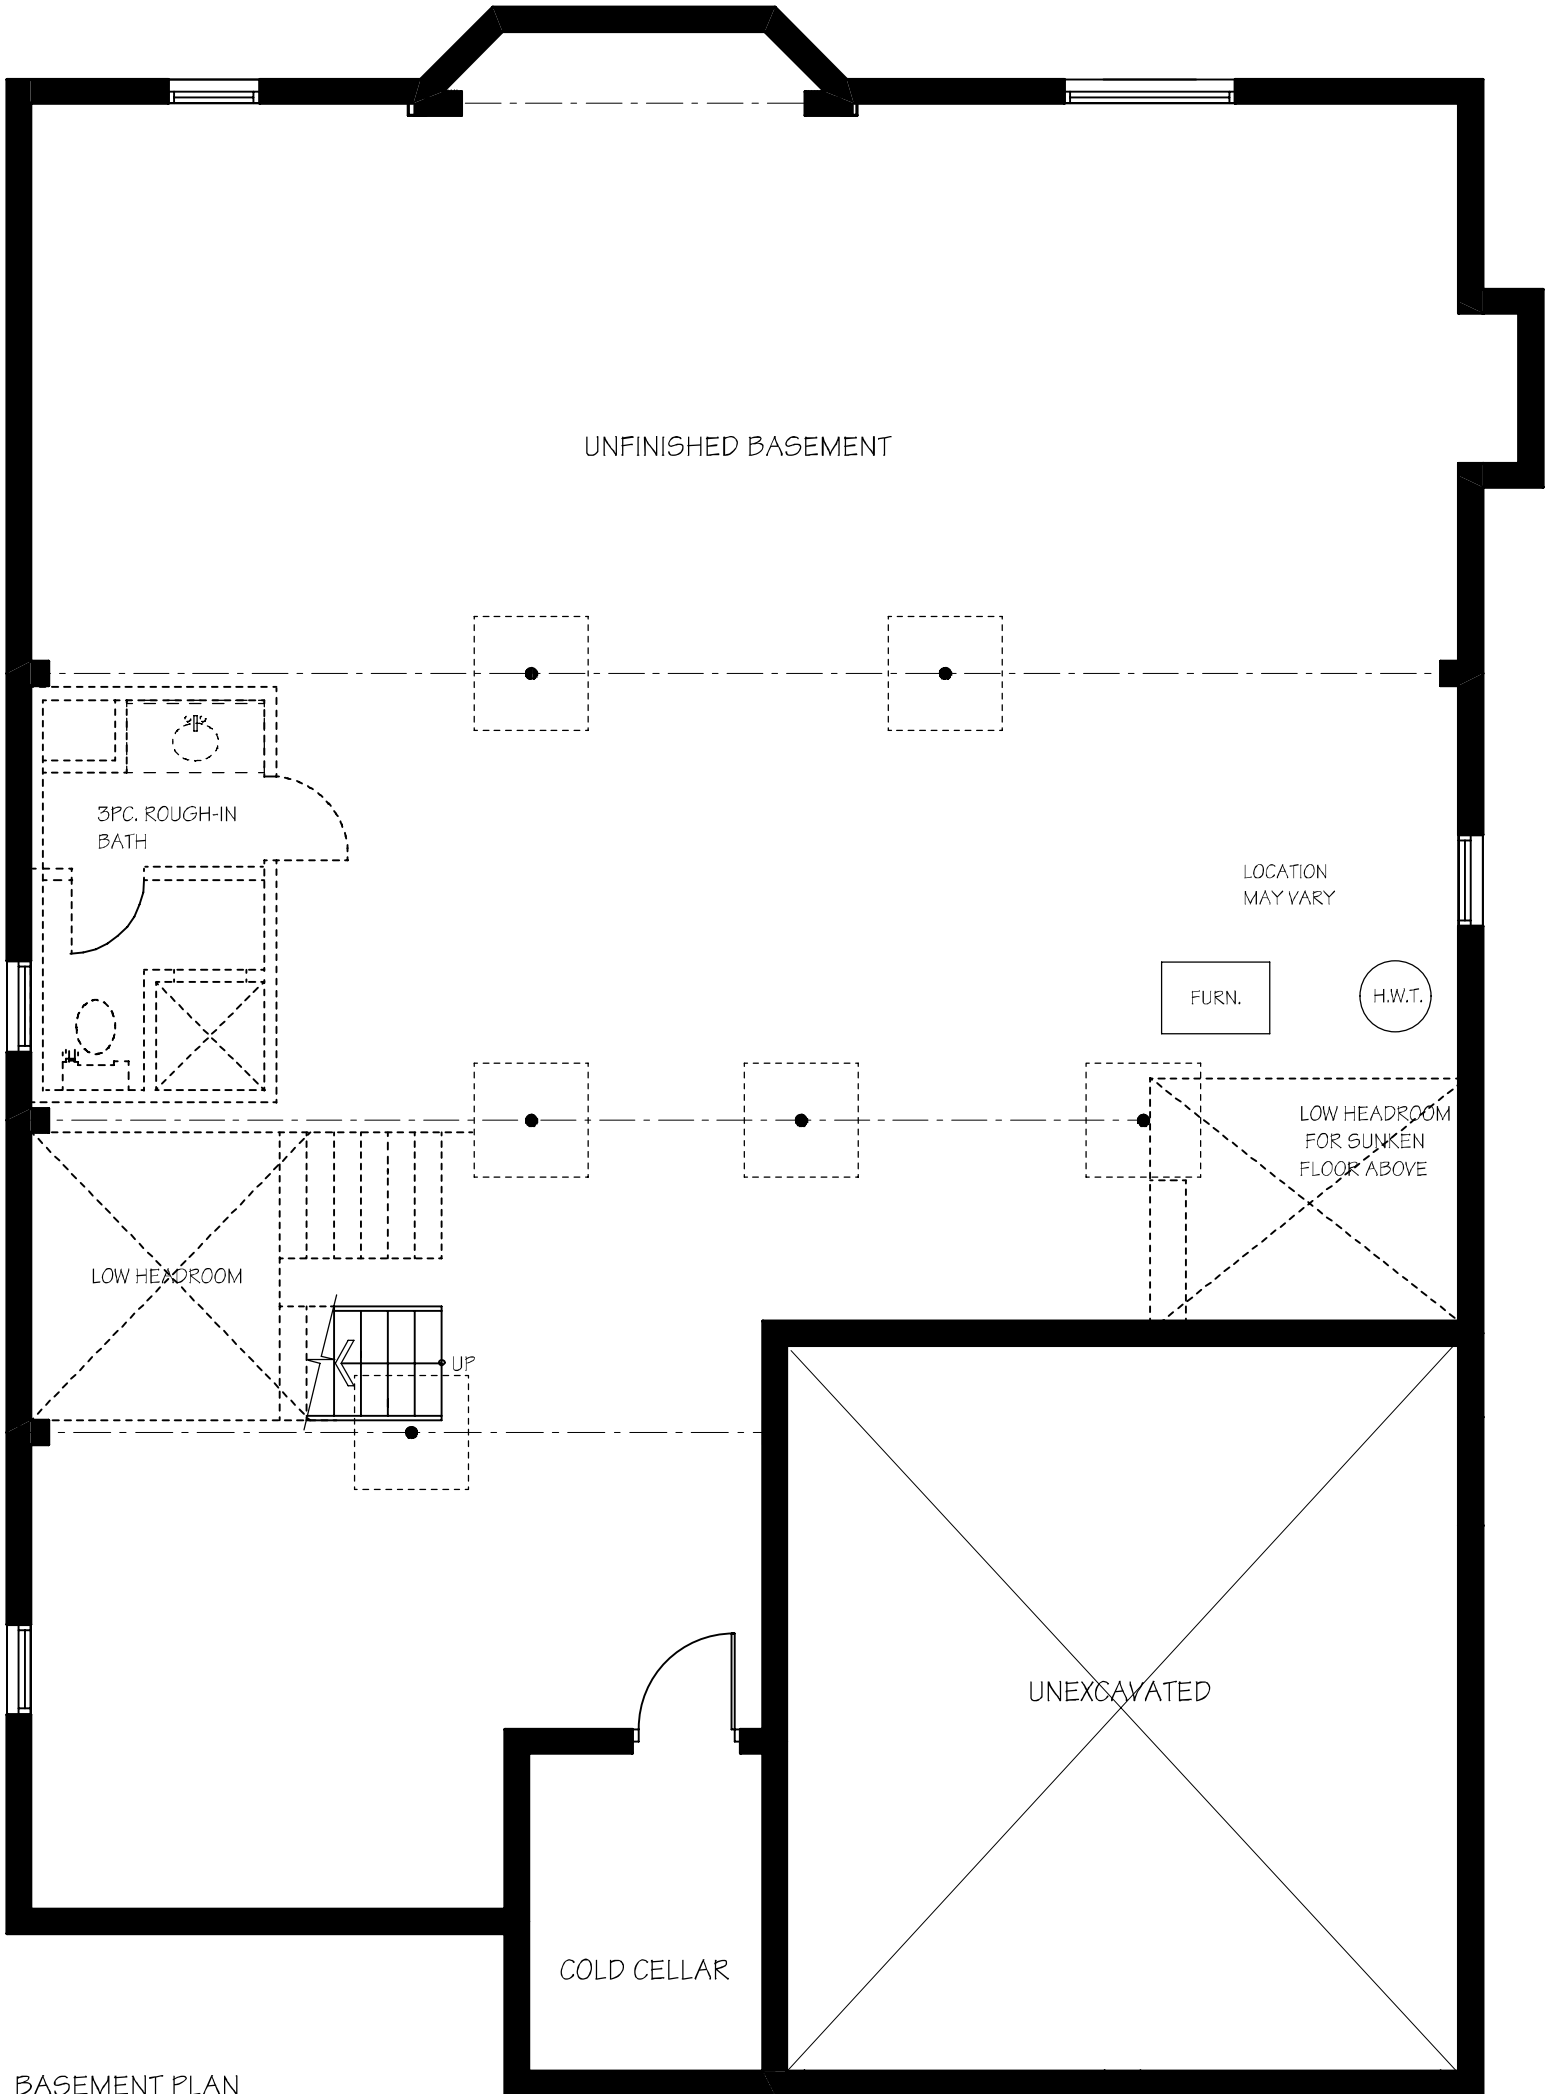 UNFINISHED BASEMENT
3PC. ROUGH-IN
BATH
LOCATION
MAY VARY
FURN.
H.W.T.
LOW HEADROOM
FOR SUNKEN
FLOOR ABOVE
LOW HEADROOM
UP
UNEXCAVATED
COLD CELLAR
BASEMENT PLAN